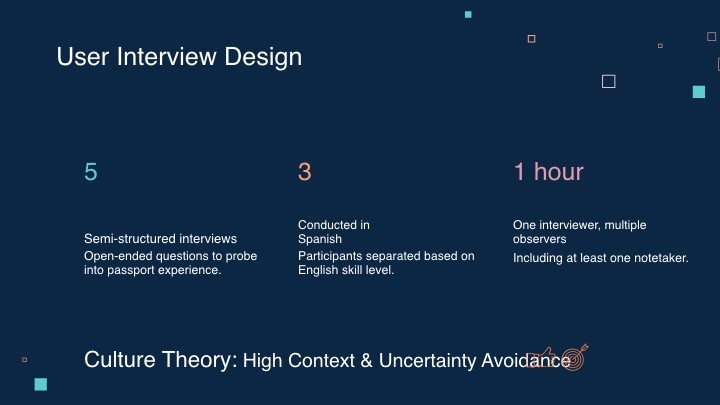 User Interview Design
5
Semi-structured interviews
Open-ended questions to probe
into passport experience.
3
Conducted in
Spanish
Participants separated based on
English skill level.
1 hour
One interviewer, multiple
observers
Including at least one notetaker.
Culture Theory: High Context & Uncertainty Avoidance